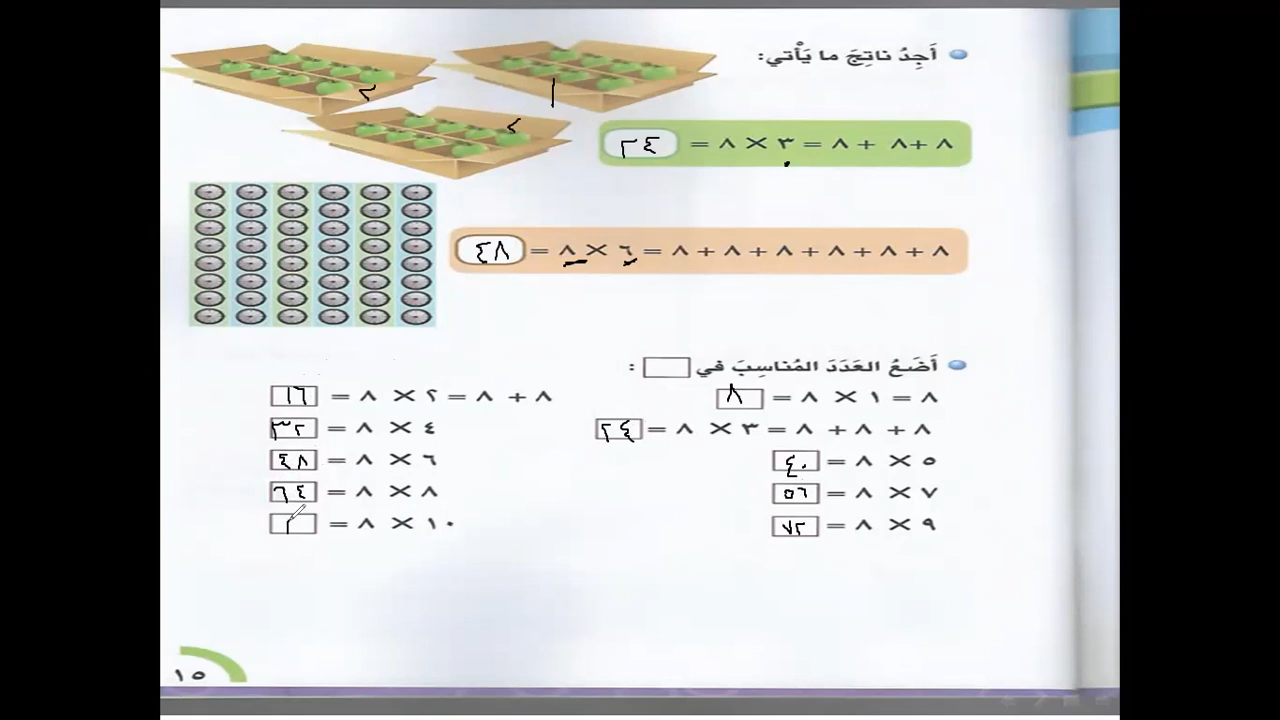 أَجِدُ ناتِجَ ما يَأْتي:
٨ + ٨ + ٨ = ٣ × ٨ = ٢٤
٨ + ٨ + ٨ + ٨ + ٨ + ٨ = ٦ × ٨ = ٤٨
أَضَعُ العَدَدَ المُناسِبَ في :
٨ = ١ × ٨ = ٨
٨ + ٨ = ٢ × ٨ = ١٦
٨ + ٨ + ٨ = ٣ × ٨ = ٢٤
٤ × ٨ = ٣٢
٥ × ٨ = ٤٠
٦ × ٨ = ٤٨
٧ × ٨ = ٥٦
٨ × ٨ = ٦٤
٩ × ٨ = ٧٢
١٠ × ٨ =
١٥